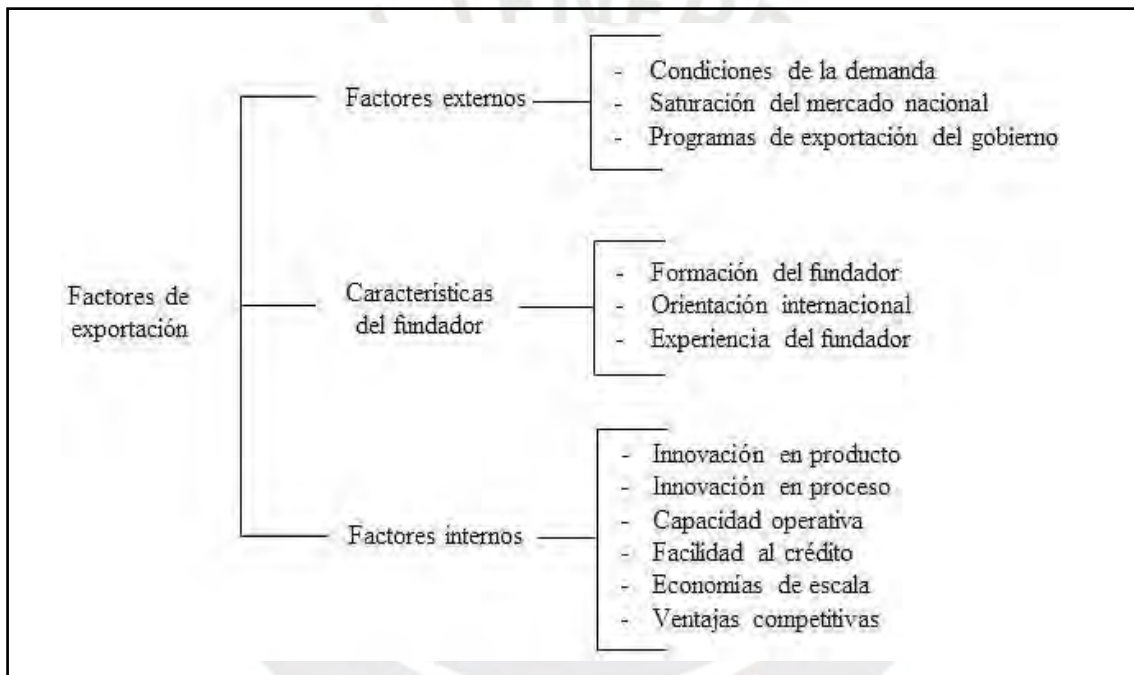 Factores de
exportación
Factores externos
- Condiciones de la demanda
- Saturación del mercado nacional
- Programas de exportación del gobierno
Características
del fundador
- Formación del fundador
- Orientación internacional
- Experiencia del fundador
Factores internos
- Innovación en producto
- Innovación en proceso
- Capacidad operativa
- Facilidad al crédito
- Economías de escala
- Ventajas competitivas